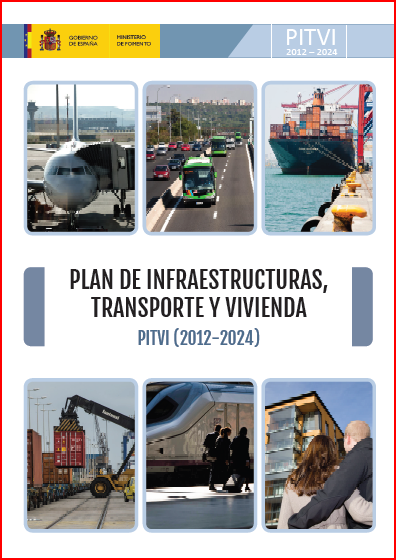 GOBIERNO
DE ESPAÑA
MINISTERIO
DE FOMENTO
PITVI
2012 – 2024
PLAN DE INFRAESTRUCTURAS,
TRANSPORTE Y VIVIENDA
PITVI (2012-2024)